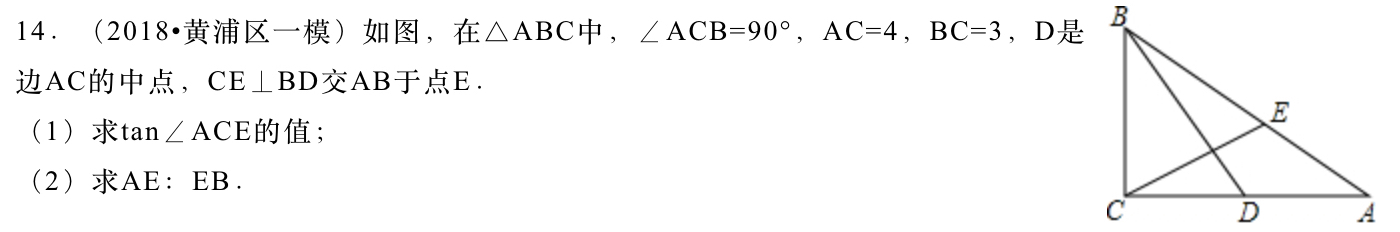 14. （2018•黄浦区一模）如图，在△ABC中，∠ACB=90°，AC=4，BC=3，D是
边AC的中点，CE⊥BD交AB于点E.
（1）求tan∠ACE的值；
（2）求AE：EB.
B
E
C
D
A